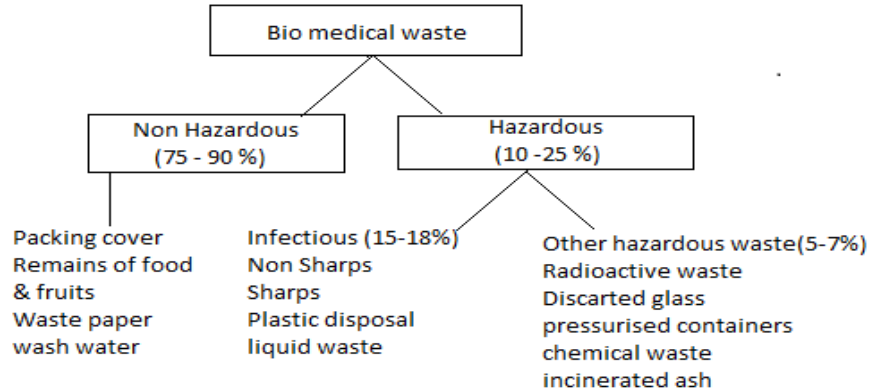 Bio medical waste
Non Hazardous
(75 - 90 %)
Hazardous
(10 -25 %)
Packing cover
Remains of food
& fruits
Waste paper
wash water
Infectious (15-18%)
Non Sharps
Sharps
Plastic disposal
liquid waste
Other hazardous waste(5-7%)
Radioactive waste
Discarted glass
pressurised containers
chemical waste
incinerated ash